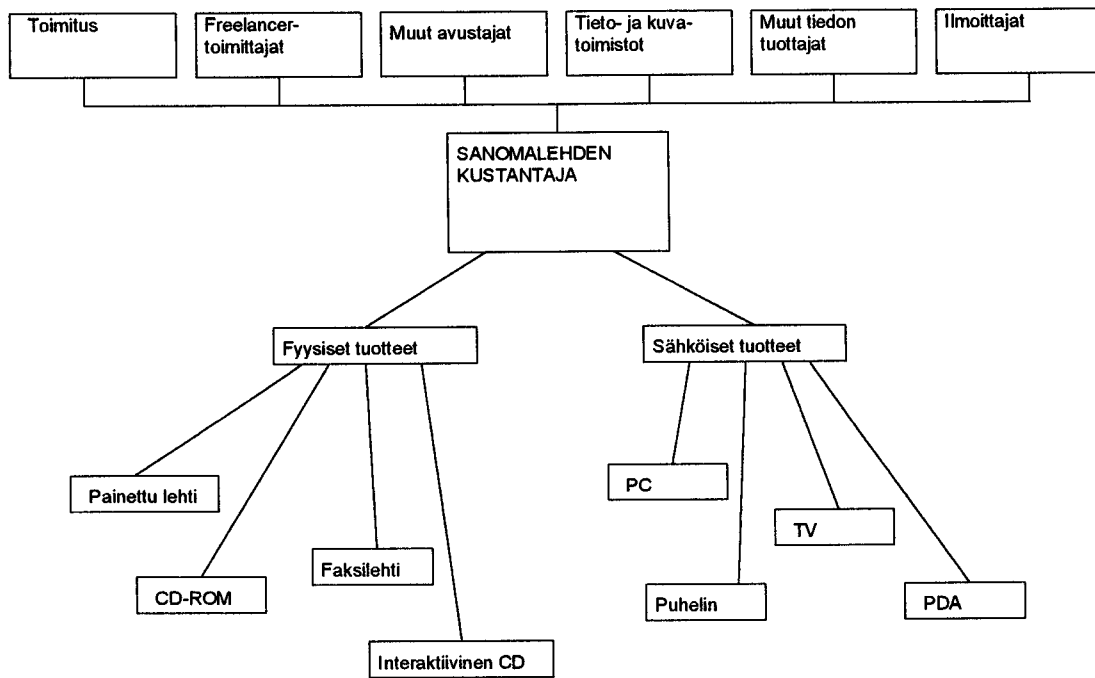 Toimitus
Freelancer-
toimittajat
Muut avustajat
Tieto- ja kuva-
toimistot
Muut tiedon
tuottajat
Ilmoittajat
SANOMALEHDEN
KUSTANTAJA
Fyysiset tuotteet
Sähköiset tuotteet
Painettu lehti
CD-ROM
Faksilehti
Interaktiivinen CD
PC
Puhelin
TV
PDA